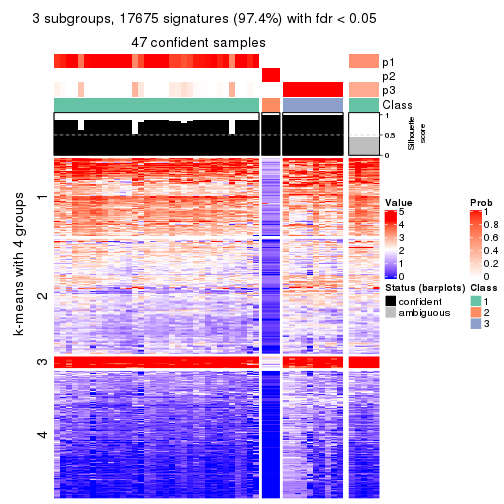 3 subgroups, 17675 signatures (97.4%) with fdr < 0.05
47 confident samples
p1
p2
p3
Class
1
0.5
0
Silhouette
score
k-means with 4 groups
1
2
3
4
Value
5
4
3
2
1
0
Prob
1
0.8
0.6
0.4
0.2
0
Status (barplots)
confident
ambiguous
Class
1
2
3